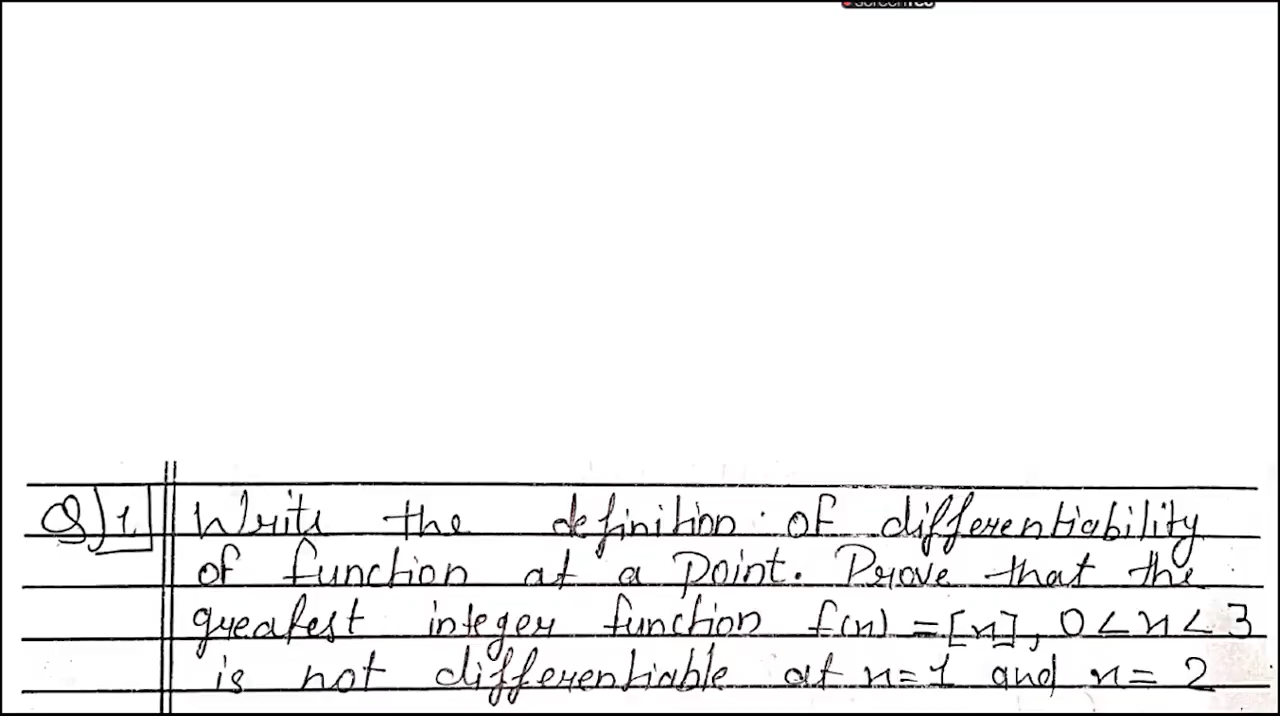 Q) 1 Write the definition of differentiability
of function at a point. Prove that the
greatest integer function f(x) = [x], 0 < x < 3
is not differentiable at x = 1 and x = 2